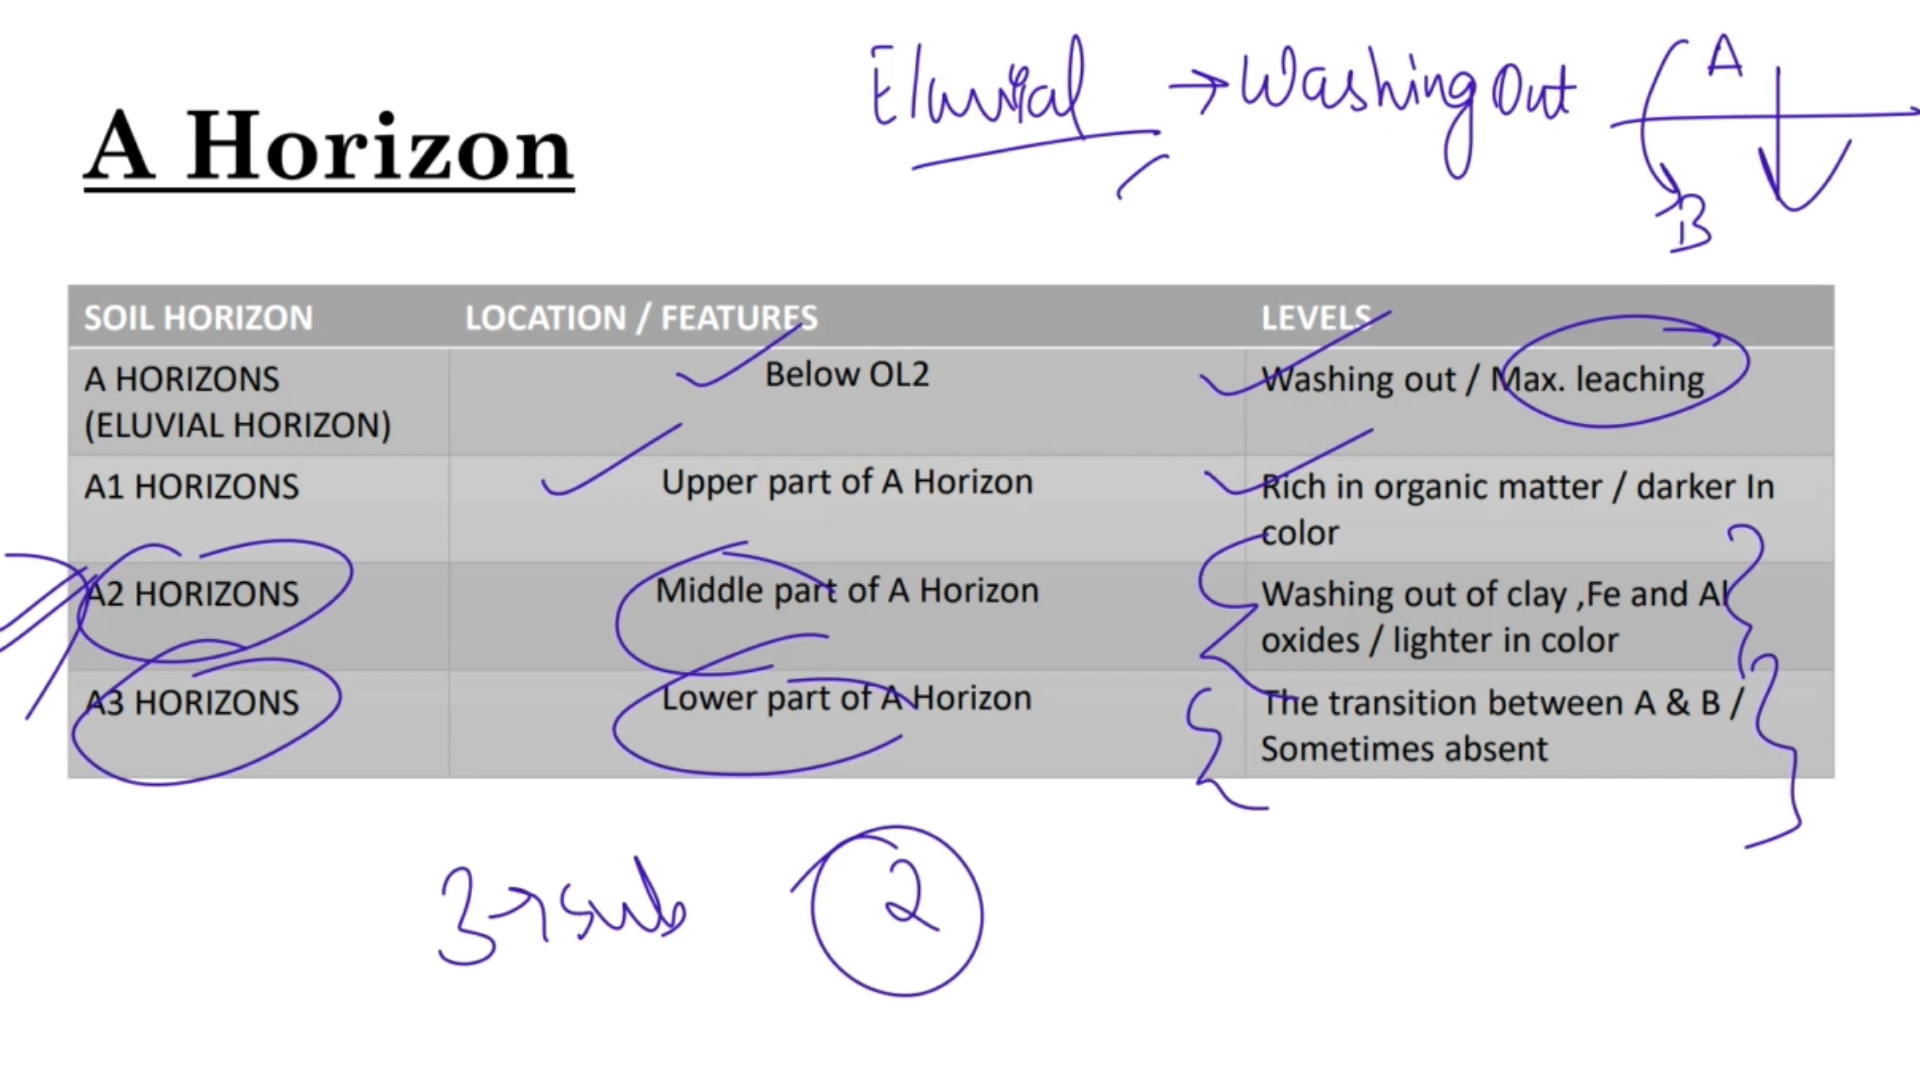 Eluvial → Washing Out A
B
A Horizon
SOIL HORIZON LOCATION / FEATURES LEVELS
A HORIZONS Below OL2 Washing out / Max. leaching
(ELUVIAL HORIZON)
A1 HORIZONS Upper part of A Horizon Rich in organic matter / darker In
color
A2 HORIZONS Middle part of A Horizon Washing out of clay ,Fe and Al
oxides / lighter in color
A3 HORIZONS Lower part of A Horizon The transition between A & B /
Sometimes absent
3→sub 2